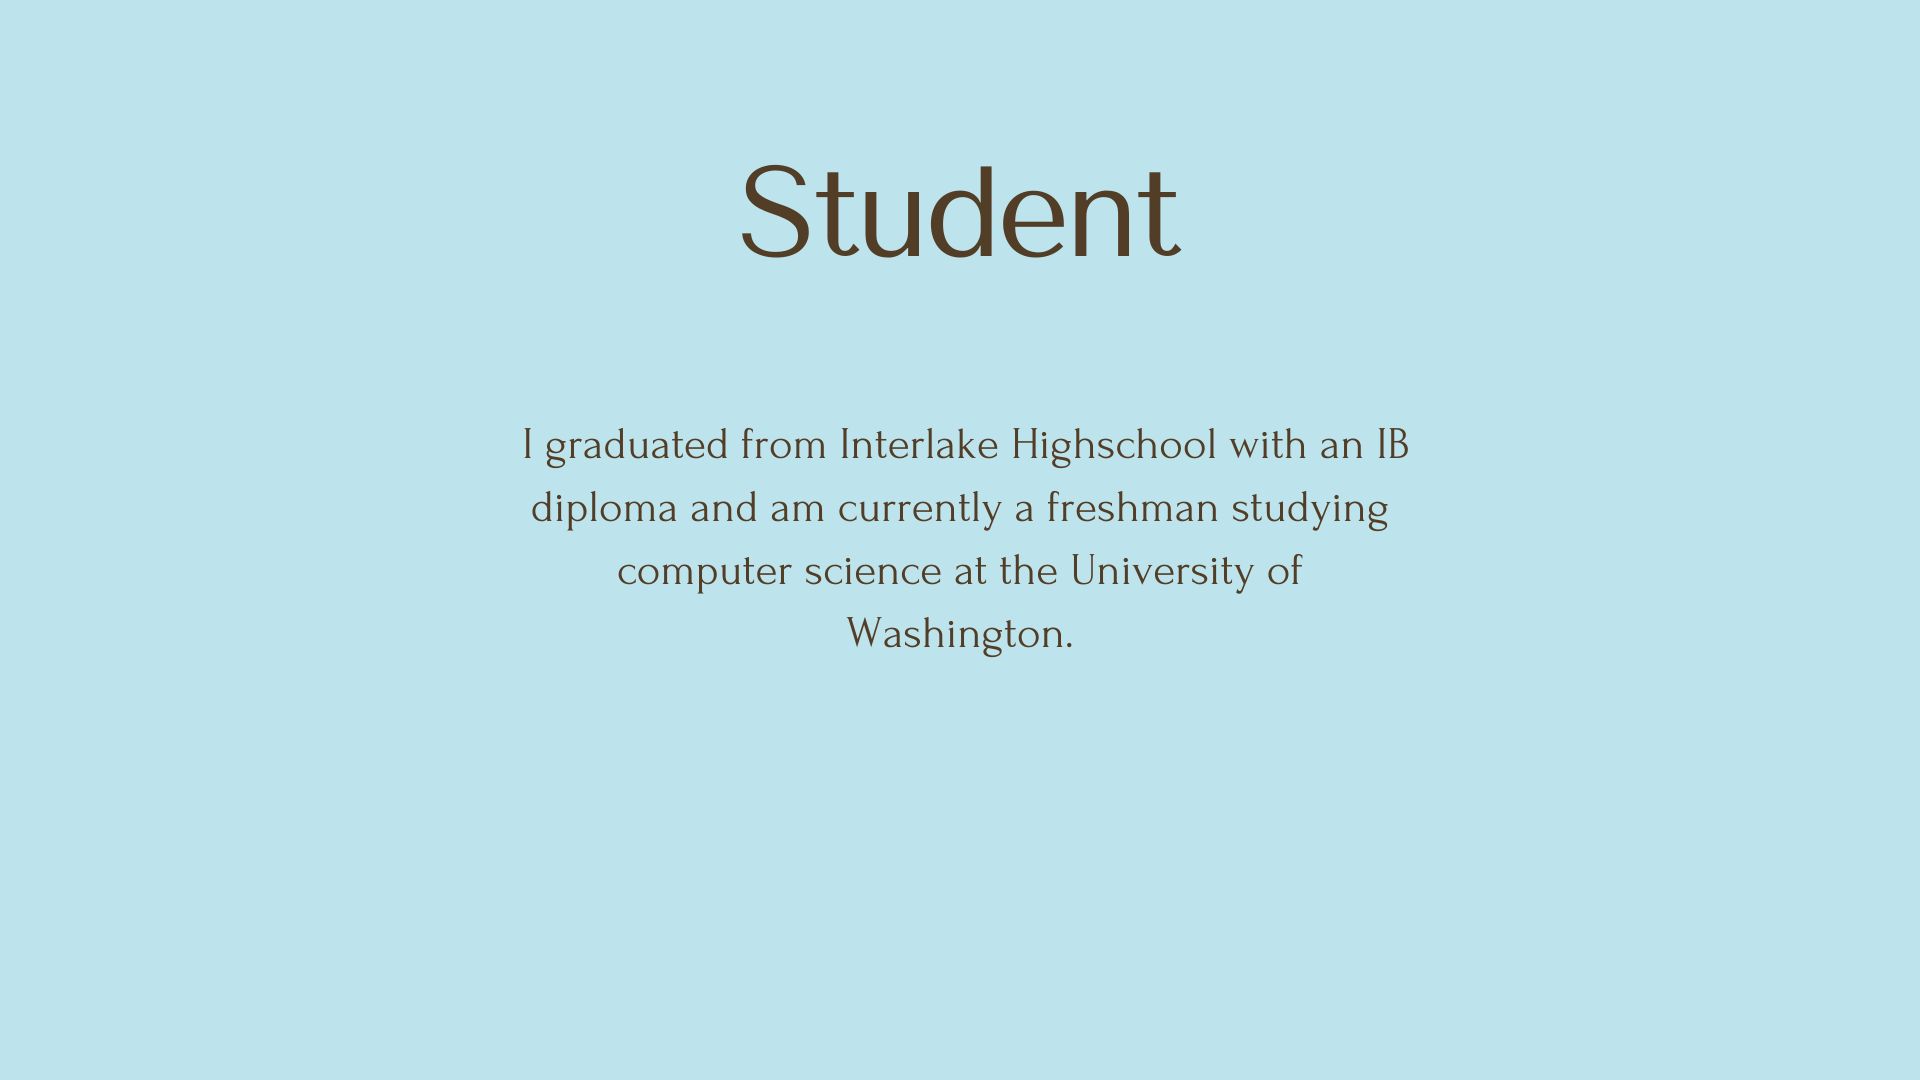 Student
I graduated from Interlake Highschool with an IB
diploma and am currently a freshman studying
computer science at the University of
Washington.